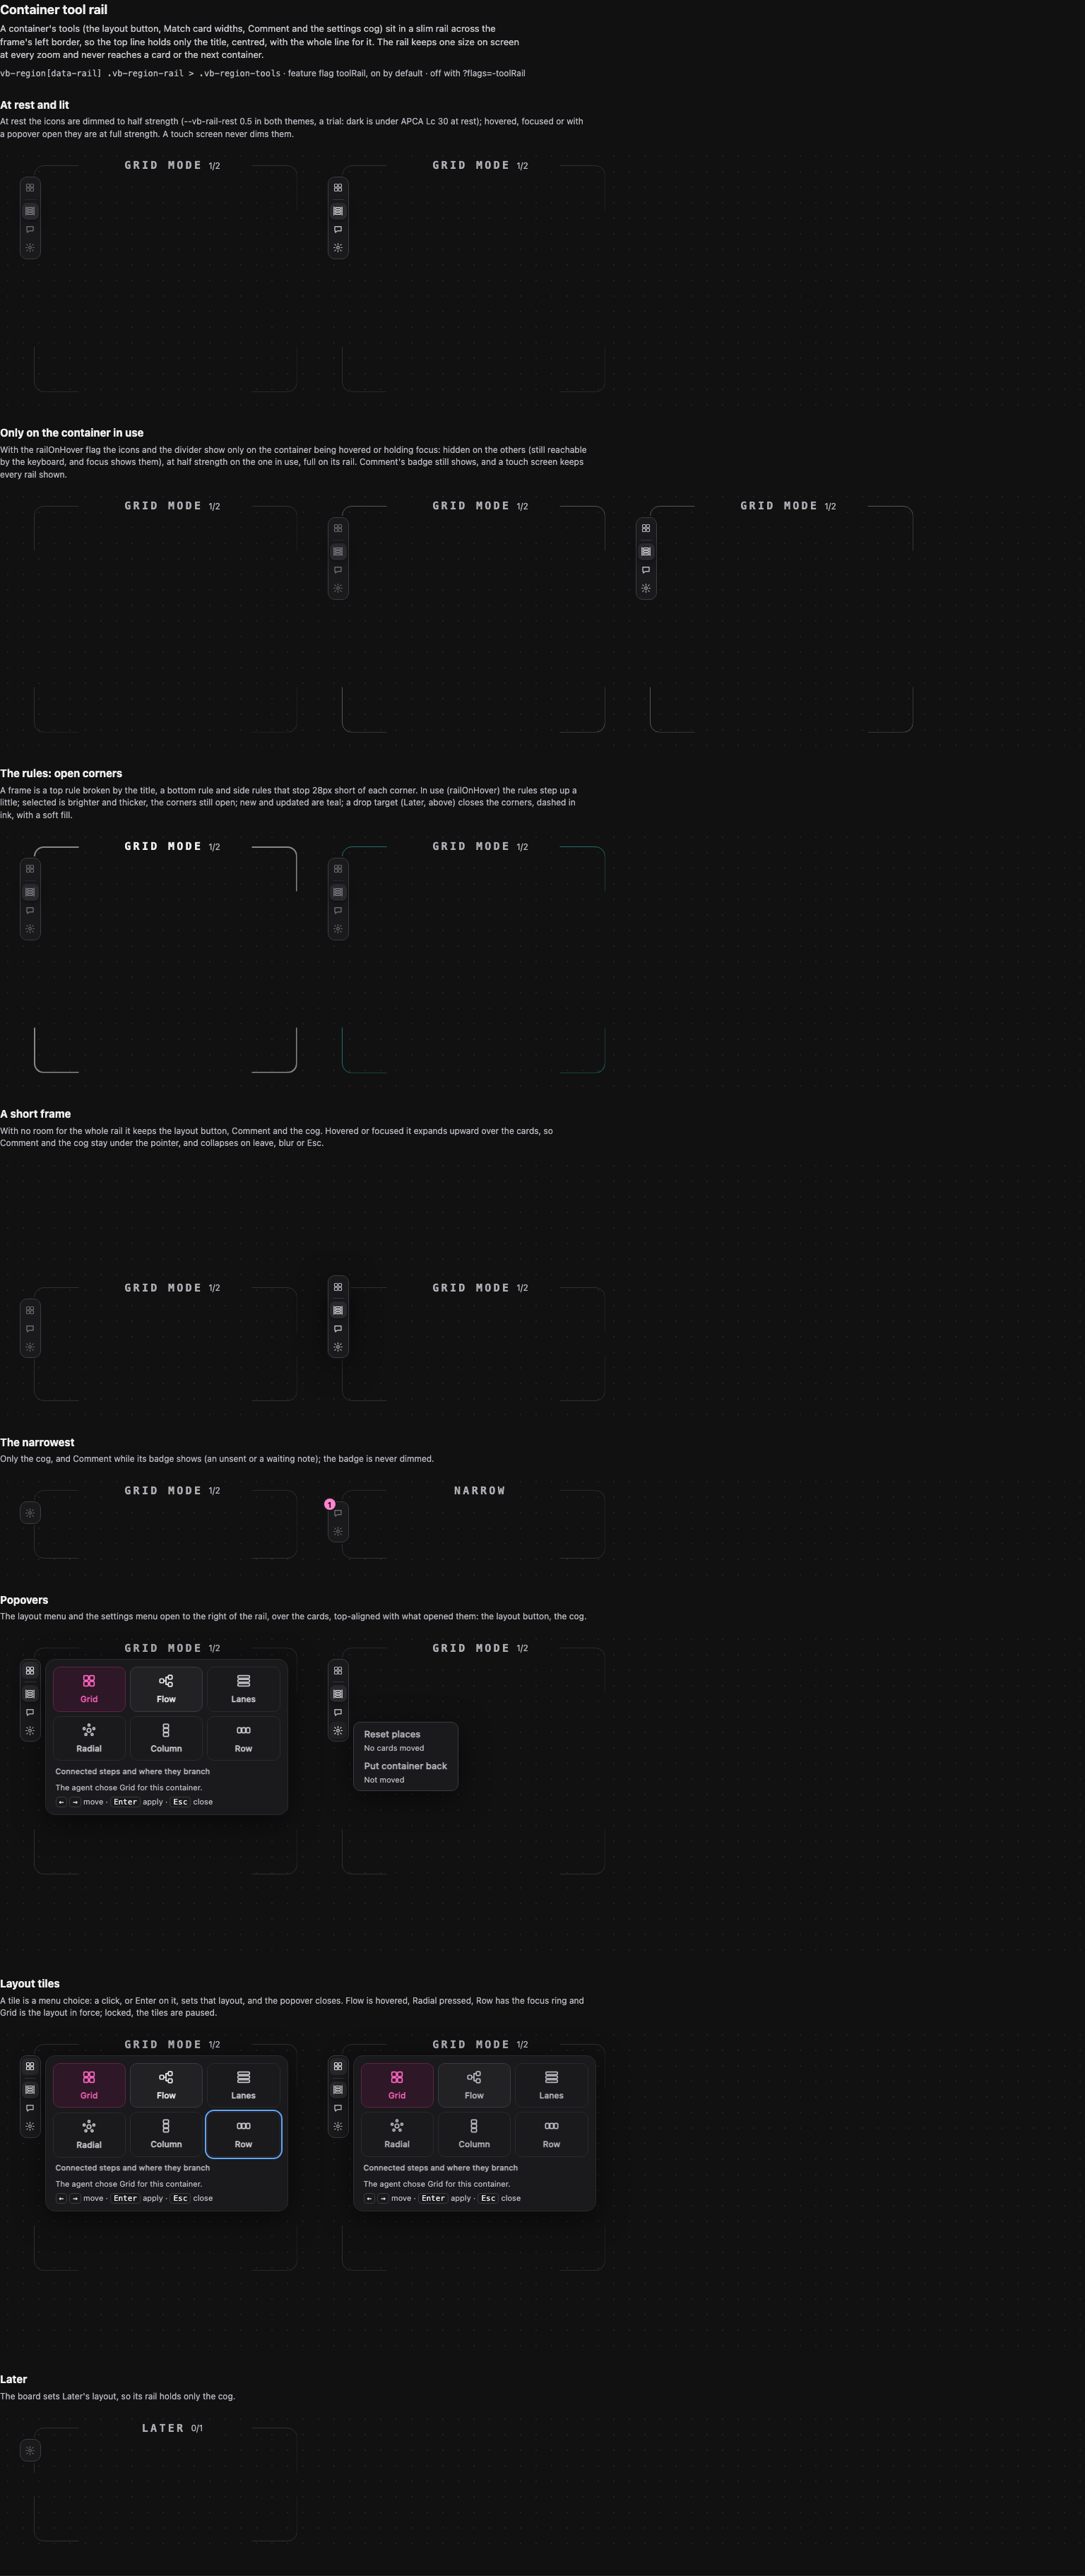 Container tool rail
A container's tools (the layout button, Match card widths, Comment and the settings cog) sit in a slim rail across the
frame's left border, so the top line holds only the title, centred, with the whole line for it. The rail keeps one size on screen
at every zoom and never reaches a card or the next container.
vb-region[data-rail] .vb-region-rail > .vb-region-tools · feature flag toolRail, on by default · off with ?flags=-toolRail
At rest and lit
At rest the icons are dimmed to half strength (--vb-rail-rest 0.5 in both themes, a trial: dark is under APCA Lc 30 at rest); hovered, focused or with
a popover open they are at full strength. A touch screen never dims them.
GRID MODE 1/2
GRID MODE 1/2
Only on the container in use
With the railOnHover flag the icons and the divider show only on the container being hovered or holding focus: hidden on the others (still reachable
by the keyboard, and focus shows them), at half strength on the one in use, full on its rail. Comment's badge still shows, and a touch screen keeps
every rail shown.
GRID MODE 1/2
GRID MODE 1/2
GRID MODE 1/2
The rules: open corners
A frame is a top rule broken by the title, a bottom rule and side rules that stop 28px short of each corner. In use (railOnHover) the rules step up a
little; selected is brighter and thicker, the corners still open; new and updated are teal; a drop target (Later, above) closes the corners, dashed in
ink, with a soft fill.
GRID MODE 1/2
GRID MODE 1/2
A short frame
With no room for the whole rail it keeps the layout button, Comment and the cog. Hovered or focused it expands upward over the cards, so
Comment and the cog stay under the pointer, and collapses on leave, blur or Esc.
GRID MODE 1/2
GRID MODE 1/2
The narrowest
Only the cog, and Comment while its badge shows (an unsent or a waiting note); the badge is never dimmed.
GRID MODE 1/2
NARROW
1
Popovers
The layout menu and the settings menu open to the right of the rail, over the cards, top-aligned with what opened them: the layout button, the cog.
GRID MODE 1/2
Grid
Flow
Lanes
Radial
Column
Row
Connected steps and where they branch
The agent chose Grid for this container.
← → move · Enter apply · Esc close
GRID MODE 1/2
Reset places
No cards moved
Put container back
Not moved
Layout tiles
A tile is a menu choice: a click, or Enter on it, sets that layout, and the popover closes. Flow is hovered, Radial pressed, Row has the focus ring and
Grid is the layout in force; locked, the tiles are paused.
GRID MODE 1/2
Grid
Flow
Lanes
Radial
Column
Row
Connected steps and where they branch
The agent chose Grid for this container.
← → move · Enter apply · Esc close
GRID MODE 1/2
Grid
Flow
Lanes
Radial
Column
Row
Connected steps and where they branch
The agent chose Grid for this container.
← → move · Enter apply · Esc close
Later
The board sets Later's layout, so its rail holds only the cog.
LATER 0/1